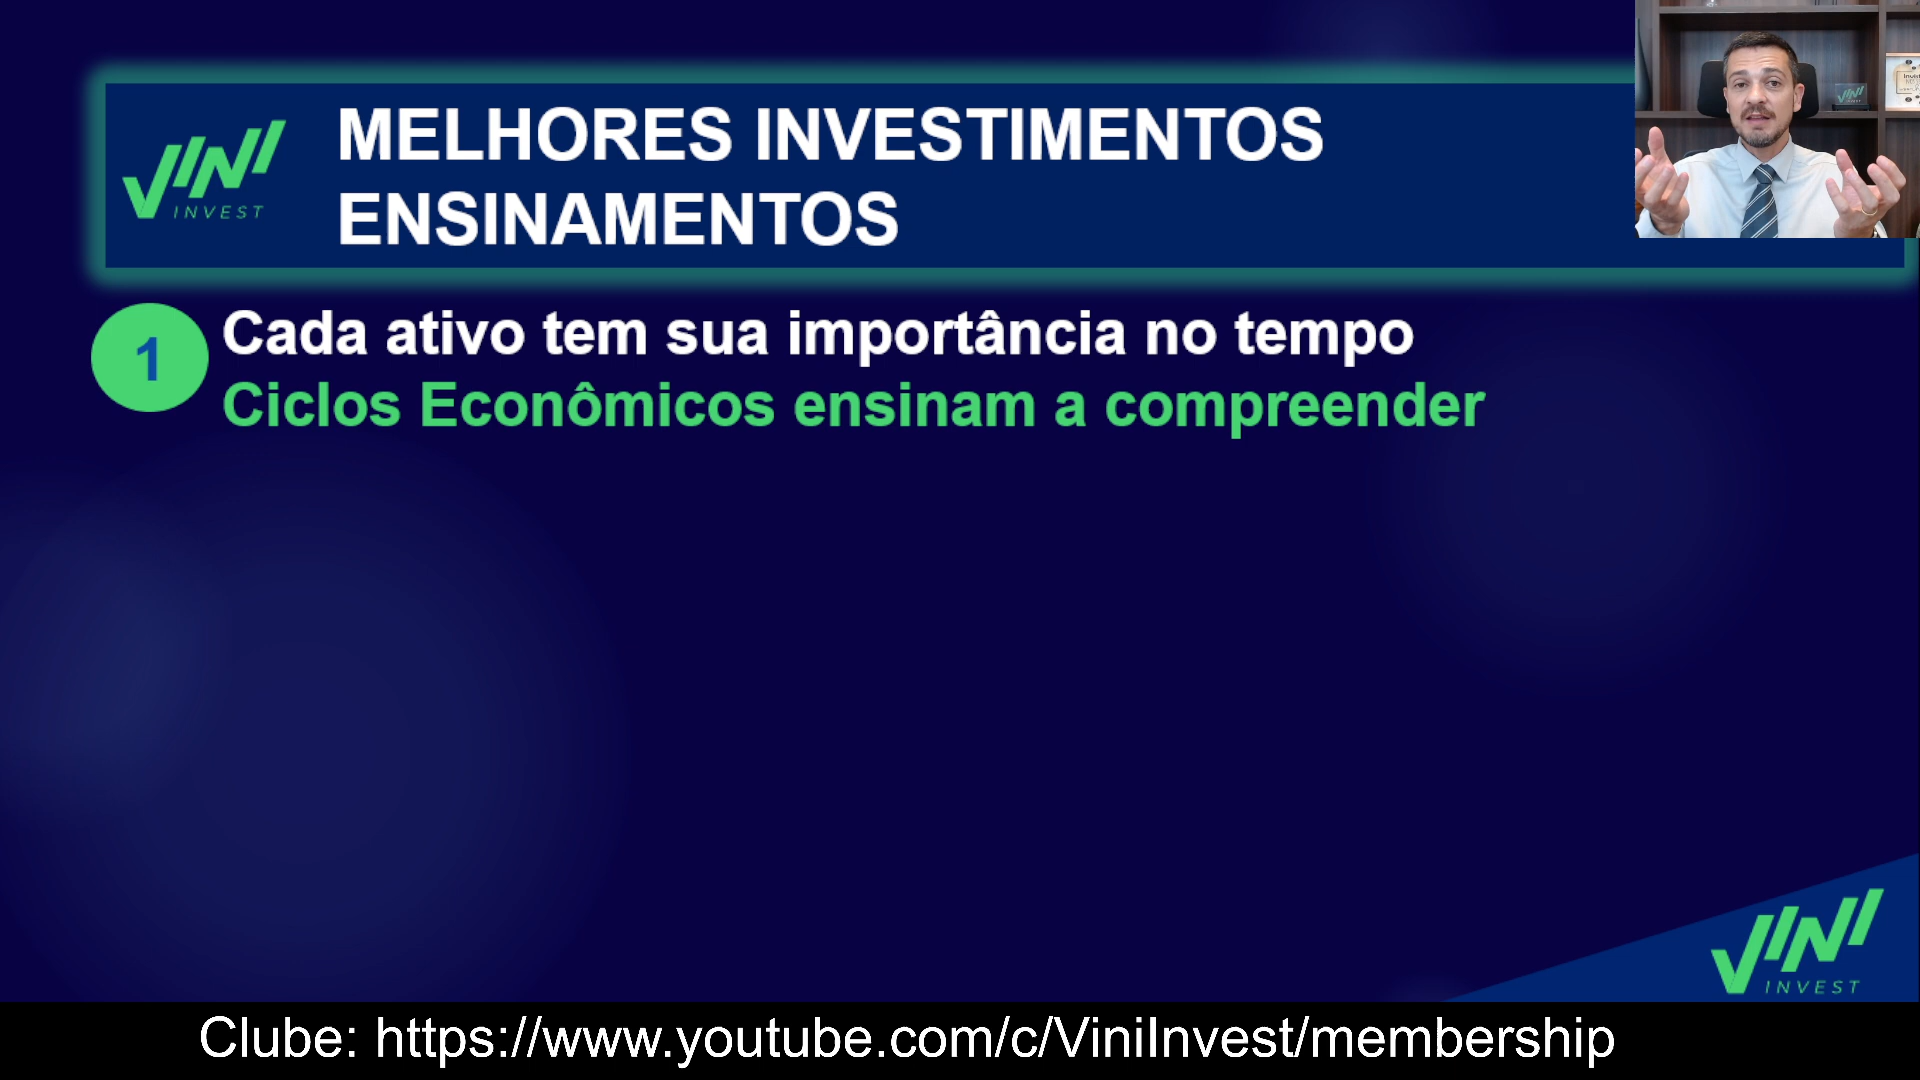 VINI
INVEST
MELHORES INVESTIMENTOS
ENSINAMENTOS
1
Cada ativo tem sua importância no tempo
Ciclos Econômicos ensinam a compreender
VINI
INVEST
Clube: https://www.youtube.com/c/ViniInvest/membership